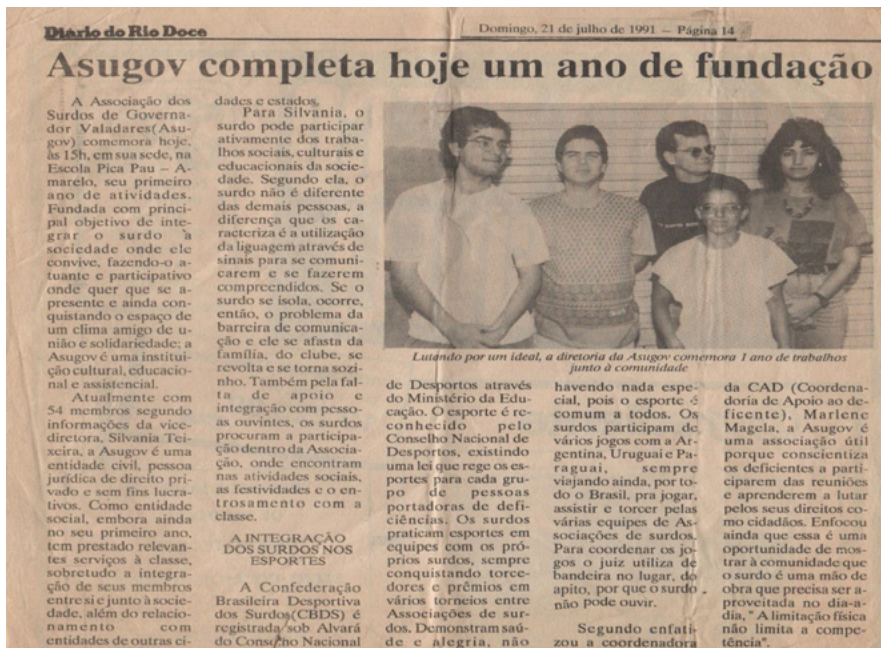 Diário do Rio Doce
Domingo, 21 de julho de 1991 — Página 14
Asugov completa hoje um ano de fundação
A Associação dos
Surdos de Governa-
dor Valadares(Asu-
gov) comemora hoje,
às 15h, em sua sede, na
Escola Pica Pau – A-
marelo, seu primeiro
ano de atividades.
Fundada com princi-
pal objetivo de inte-
grar o surdo à
sociedade onde ele
convive, fazendo-o a-
tuante e participativo
onde quer que se a-
presente e ainda con-
quistando o espaço de
um clima amigo de u-
nião e solidariedade; a
Asugov é uma institui-
ção cultural, educacio-
nal e assistencial.
Atualmente com
54 membros segundo
informações da vice-
diretora, Silvania Tei-
xeira, a Asugov é uma
entidade civil, pessoa
jurídica de direito pri-
vado e sem fins lucra-
tivos. Como entidade
social, embora ainda
no seu primeiro ano,
tem prestado relevan-
tes serviços à classe,
sobretudo a integra-
ção de seus membros
entre si e junto à socie-
dade, além do relacio-
namento com
entidades de outras ci-
dades e estados,
Para Silvania, o
surdo pode participar
ativamente dos traba-
lhos sociais, culturais e
educacionais da socie-
dade. Segundo ela, o
surdo não é diferente
das demais pessoas, a
diferença que os ca-
racteriza é a utilização
da liguagem através de
sinais para se comuni-
carem e se fazerem
compreendidos. Se o
surdo se isola, ocorre,
então, o problema da
barreira de comunica-
ção e ele se afasta da
família, do clube, se
revolta e se torna sozi-
nho. Também pela fal-
ta de apoio e
integração com pesso-
as ouvintes, os surdos
procuram a participa-
ção dentro da Associa-
ção, onde encontram
nas atividades sociais,
as festividades e o en-
trosamento com a
classe.
A INTEGRAÇÃO
DOS SURDOS NOS
ESPORTES
A Confederação
Brasileira Desportiva
dos Surdos(CBDS) é
registrada sob Alvará
do Conselho Nacional
Lutando por um ideal, a diretoria da Asugov comemora 1 ano de trabalhos
junto à comunidade
de Desportos através
do Ministério da Edu-
cação. O esporte é re-
conhecido pelo
Conselho Nacional de
Desportos, existindo
uma lei que rege os es-
portes para cada gru-
po de pessoas
portadoras de defi-
ciências. Os surdos
praticam esportes em
equipes com os pró-
prios surdos, sempre
conquistando torce-
dores e prêmios em
vários torneios entre
Associações de sur-
dos. Demonstram saú-
de e alegria, não
havendo nada espe-
cial, pois o esporte é
comum a todos. Os
surdos participam de
vários jogos com a Ar-
gentina, Uruguai e Pa-
raguai, sempre
viajando ainda, por to-
do o Brasil, pra jogar,
assistir e torcer pelas
várias equipes de As-
sociações de surdos.
Para coordenar os jo-
gos o juiz utiliza de
bandeira no lugar, do
apito, por que o surdo
não pode ouvir.
Segundo enfati-
zou a coordenadora
da CAD (Coordena-
doria de Apoio ao de-
ficente), Marlene
Magela, a Asugov é
uma associação útil
porque conscientiza
os deficientes a parti-
ciparem das reuniões
e aprenderem a lutar
pelos seus direitos co-
mo cidadãos. Enfocou
ainda que essa é uma
oportunidade de mos-
trar à comunidade que
o surdo é uma mão de
obra que precisa ser a-
proveitada no dia-a-
dia, " A limitação física
não limita a compe-
tência".